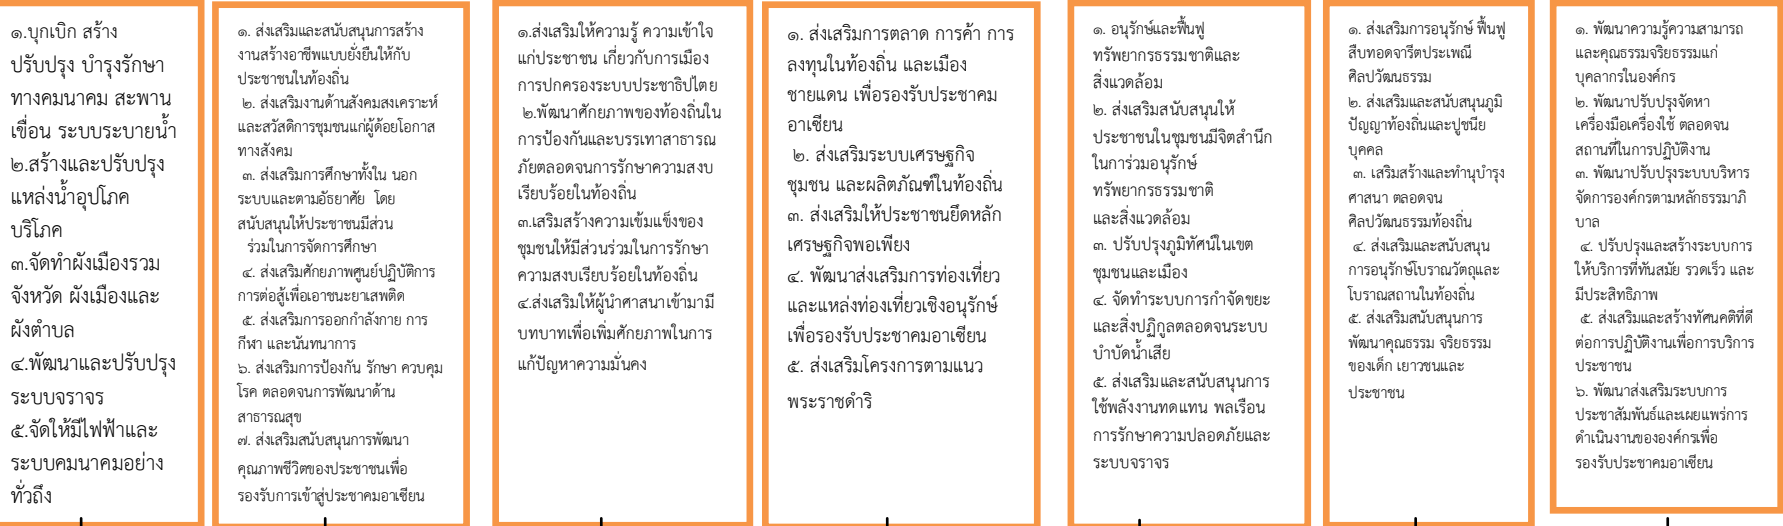 ๑.บุกเบิก สร้าง
ปรับปรุง บำรุงรักษา
ทางคมนาคม สะพาน
เขื่อน ระบบระบายน้ำ
๒.สร้างและปรับปรุง
แหล่งน้ำอุปโภค
บริโภค
๓.จัดทำผังเมืองรวม
จังหวัด ผังเมืองและ
ผังตำบล
๔.พัฒนาและปรับปรุง
ระบบจราจร
๕.จัดให้มีไฟฟ้าและ
ระบบคมนาคมอย่าง
ทั่วถึง
๑. ส่งเสริมและสนับสนุนการสร้าง
งานสร้างอาชีพแบบยั่งยืนให้กับ
ประชาชนในท้องถิ่น
๒. ส่งเสริมงานด้านสังคมสงเคราะห์
และสวัสดิการชุมชนแก่ผู้ด้อยโอกาส
ทางสังคม
๓. ส่งเสริมการศึกษาทั้งใน นอก
ระบบและตามอัธยาศัย โดย
สนับสนุนให้ประชาชนมีส่วน
ร่วมในการจัดการศึกษา
๔. ส่งเสริมศักยภาพศูนย์ปฏิบัติการ
การต่อสู้เพื่อเอาชนะยาเสพติด
๕. ส่งเสริมการออกกำลังกาย การ
กีฬา และนันทนาการ
๖. ส่งเสริมการป้องกัน รักษา ควบคุม
โรค ตลอดจนการพัฒนาด้าน
สาธารณสุข
๗. ส่งเสริมสนับสนุนการพัฒนา
คุณภาพชีวิตของประชาชนเพื่อ
รองรับการเข้าสู่ประชาคมอาเซียน
๑.ส่งเสริมให้ความรู้ ความเข้าใจ
แก่ประชาชน เกี่ยวกับการเมือง
การปกครองระบบประชาธิปไตย
๒.พัฒนาศักยภาพของท้องถิ่นใน
การป้องกันและบรรเทาสาธารณ
ภัยตลอดจนการรักษาความสงบ
เรียบร้อยในท้องถิ่น
๓.เสริมสร้างความเข้มแข็งของ
ชุมชนให้มีส่วนร่วมในการรักษา
ความสงบเรียบร้อยในท้องถิ่น
๔.ส่งเสริมให้ผู้นำศาสนาเข้ามามี
บทบาทเพื่อเพิ่มศักยภาพในการ
แก้ปัญหาความมั่นคง
๑. ส่งเสริมการตลาด การค้า การ
ลงทุนในท้องถิ่น และเมือง
ชายแดน เพื่อรองรับประชาคม
อาเซียน
๒. ส่งเสริมระบบเศรษฐกิจ
ชุมชน และผลิตภัณฑ์ในท้องถิ่น
๓. ส่งเสริมให้ประชาชนยึดหลัก
เศรษฐกิจพอเพียง
๔. พัฒนาส่งเสริมการท่องเที่ยว
และแหล่งท่องเที่ยวเชิงอนุรักษ์
เพื่อรองรับประชาคมอาเซียน
๕. ส่งเสริมโครงการตามแนว
พระราชดำริ
๑. อนุรักษ์และฟื้นฟู
ทรัพยากรธรรมชาติและ
สิ่งแวดล้อม
๒. ส่งเสริมสนับสนุนให้
ประชาชนในชุมชนมีจิตสำนึก
ในการ่วมอนุรักษ์
ทรัพยากรธรรมชาติ
และสิ่งแวดล้อม
๓. ปรับปรุงภูมิทัศน์ในเขต
ชุมชนและเมือง
๔. จัดทำระบบการกำจัดขยะ
และสิ่งปฏิกูลตลอดจนระบบ
บำบัดน้ำเสีย
๕. ส่งเสริมและสนับสนุนการ
ใช้พลังงานทดแทน พลเรือน
การรักษาความปลอดภัยและ
ระบบจราจร
๑. ส่งเสริมการอนุรักษ์ ฟื้นฟู
สืบทอดจารีตประเพณี
ศิลปวัฒนธรรม
๒. ส่งเสริมและสนับสนุนภูมิ
ปัญญาท้องถิ่นและปูชนีย
บุคคล
๓. เสริมสร้างและทำนุบำรุง
ศาสนา ตลอดจน
ศิลปวัฒนธรรมท้องถิ่น
๔. ส่งเสริมและสนับสนุน
การอนุรักษ์โบราณวัตถุและ
โบราณสถานในท้องถิ่น
๕. ส่งเสริมสนับสนุนการ
พัฒนาคุณธรรม จริยธรรม
ของเด็ก เยาวชนและ
ประชาชน
๑. พัฒนาความรู้ความสามารถ
และคุณธรรมจริยธรรมแก่
บุคลากรในองค์กร
๒. พัฒนาปรับปรุงจัดหา
เครื่องมือเครื่องใช้ ตลอดจน
สถานที่ในการปฏิบัติงาน
๓. พัฒนาปรับปรุงระบบบริหาร
จัดการองค์กรตามหลักธรรมาภิ
บาล
๔. ปรับปรุงและสร้างระบบการ
ให้บริการที่ทันสมัย รวดเร็ว และ
มีประสิทธิภาพ
๕. ส่งเสริมและสร้างทัศนคติที่ดี
ต่อการปฏิบัติงานเพื่อการบริการ
ประชาชน
๖. พัฒนาส่งเสริมระบบการ
ประชาสัมพันธ์และเผยแพร่การ
ดำเนินงานขององค์กรเพื่อ
รองรับประชาคมอาเซียน